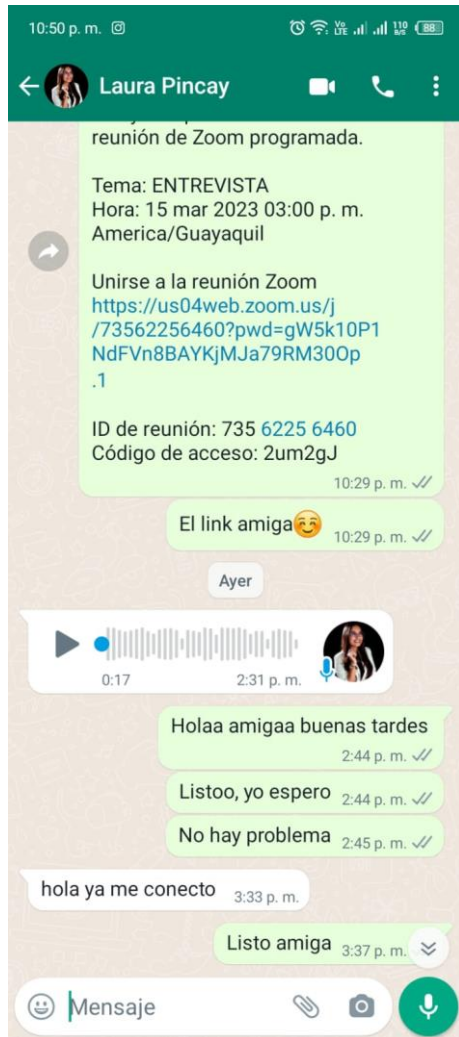 10:50 p. m.
Vo
LTE
110
B/S
88
Laura Pincay
reunión de Zoom programada.
Tema: ENTREVISTA
Hora: 15 mar 2023 03:00 p. m.
America/Guayaquil
Unirse a la reunión Zoom
https://us04web.zoom.us/j
/73562256460?pwd=gW5k10P1
NdFVn8BAYKjMJa79RM30Op
.1
ID de reunión: 735 6225 6460
Código de acceso: 2um2gJ
10:29 p. m.
El link amiga☺️
10:29 p. m.
Ayer
0:17
2:31 p. m.
Holaa amigaa buenas tardes
2:44 p. m.
Listoo, yo espero
2:44 p. m.
No hay problema
2:45 p. m.
hola ya me conecto
3:33 p. m.
Listo amiga
3:37 p. m.
Mensaje